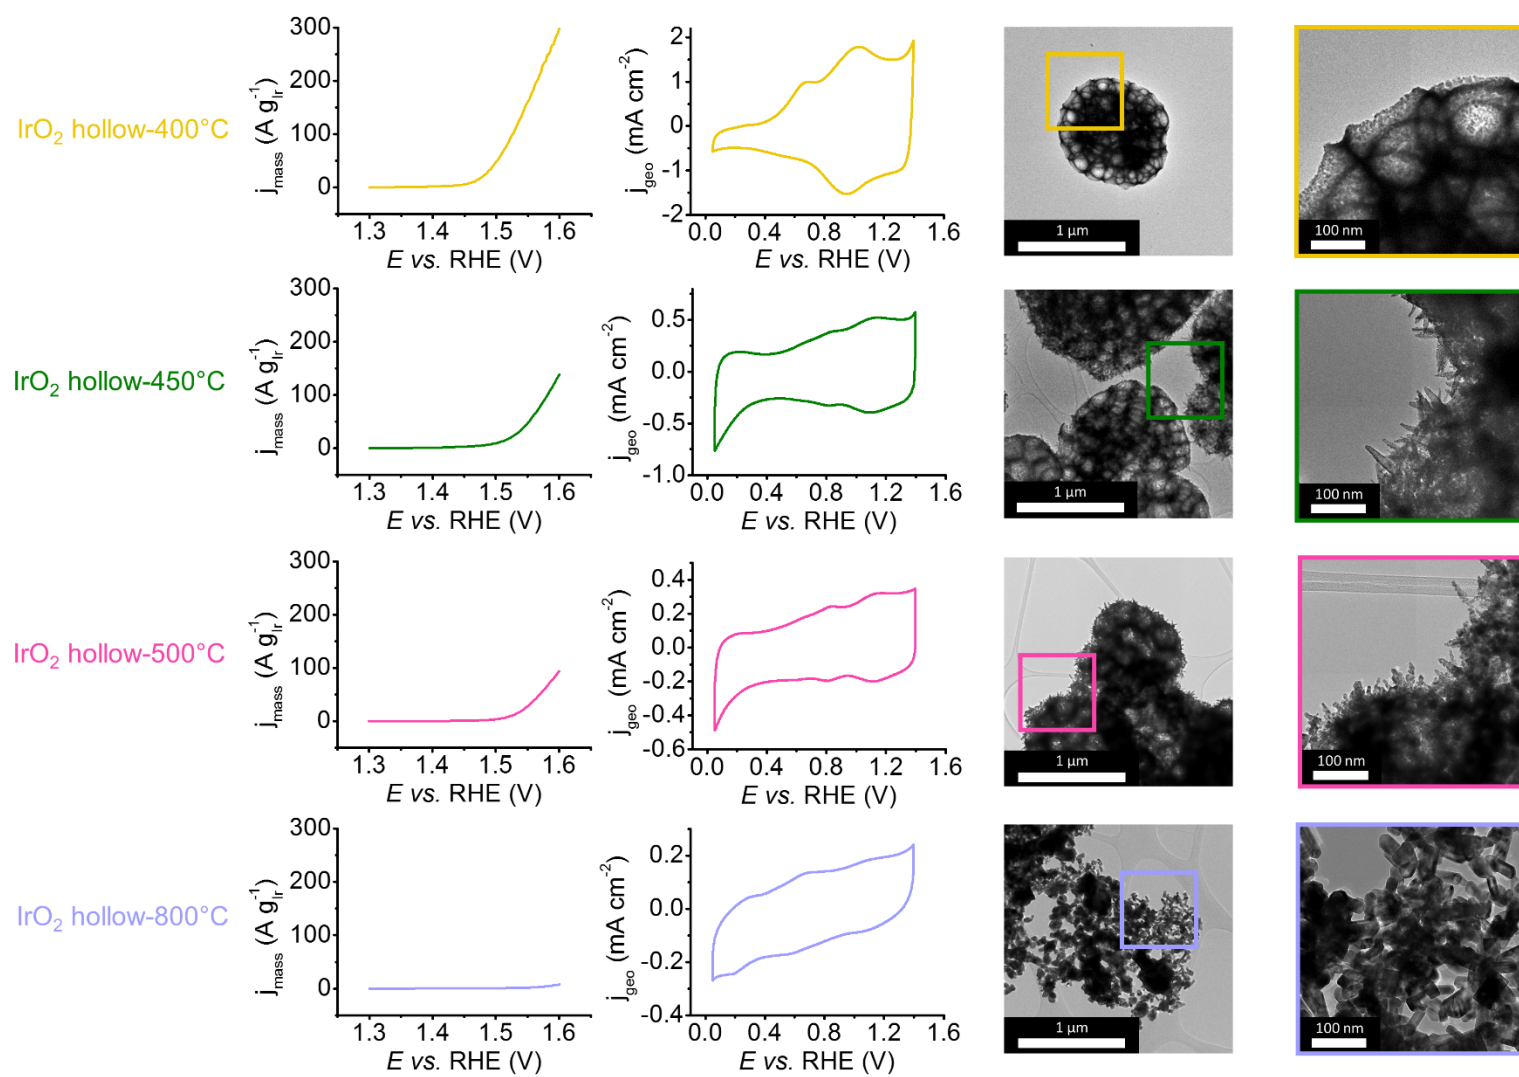 IrO2 hollow-400°C
jmass (A gIr-1)
300
200
100
0
1.3 1.4 1.5 1.6
E vs. RHE (V)
jgeo (mA cm-2)
2
1
0
-1
-2
0.0 0.4 0.8 1.2 1.6
E vs. RHE (V)
1 µm
100 nm
IrO2 hollow-450°C
jmass (A gIr-1)
300
200
100
0
1.3 1.4 1.5 1.6
E vs. RHE (V)
jgeo (mA cm-2)
0.5
0.0
-0.5
-1.0
0.0 0.4 0.8 1.2 1.6
E vs. RHE (V)
1 µm
100 nm
IrO2 hollow-500°C
jmass (A gIr-1)
300
200
100
0
1.3 1.4 1.5 1.6
E vs. RHE (V)
jgeo (mA cm-2)
0.4
0.2
0.0
-0.2
-0.4
-0.6
0.0 0.4 0.8 1.2 1.6
E vs. RHE (V)
1 µm
100 nm
IrO2 hollow-800°C
jmass (A gIr-1)
300
200
100
0
1.3 1.4 1.5 1.6
E vs. RHE (V)
jgeo (mA cm-2)
0.2
0.0
-0.2
-0.4
0.0 0.4 0.8 1.2 1.6
E vs. RHE (V)
1 µm
100 nm